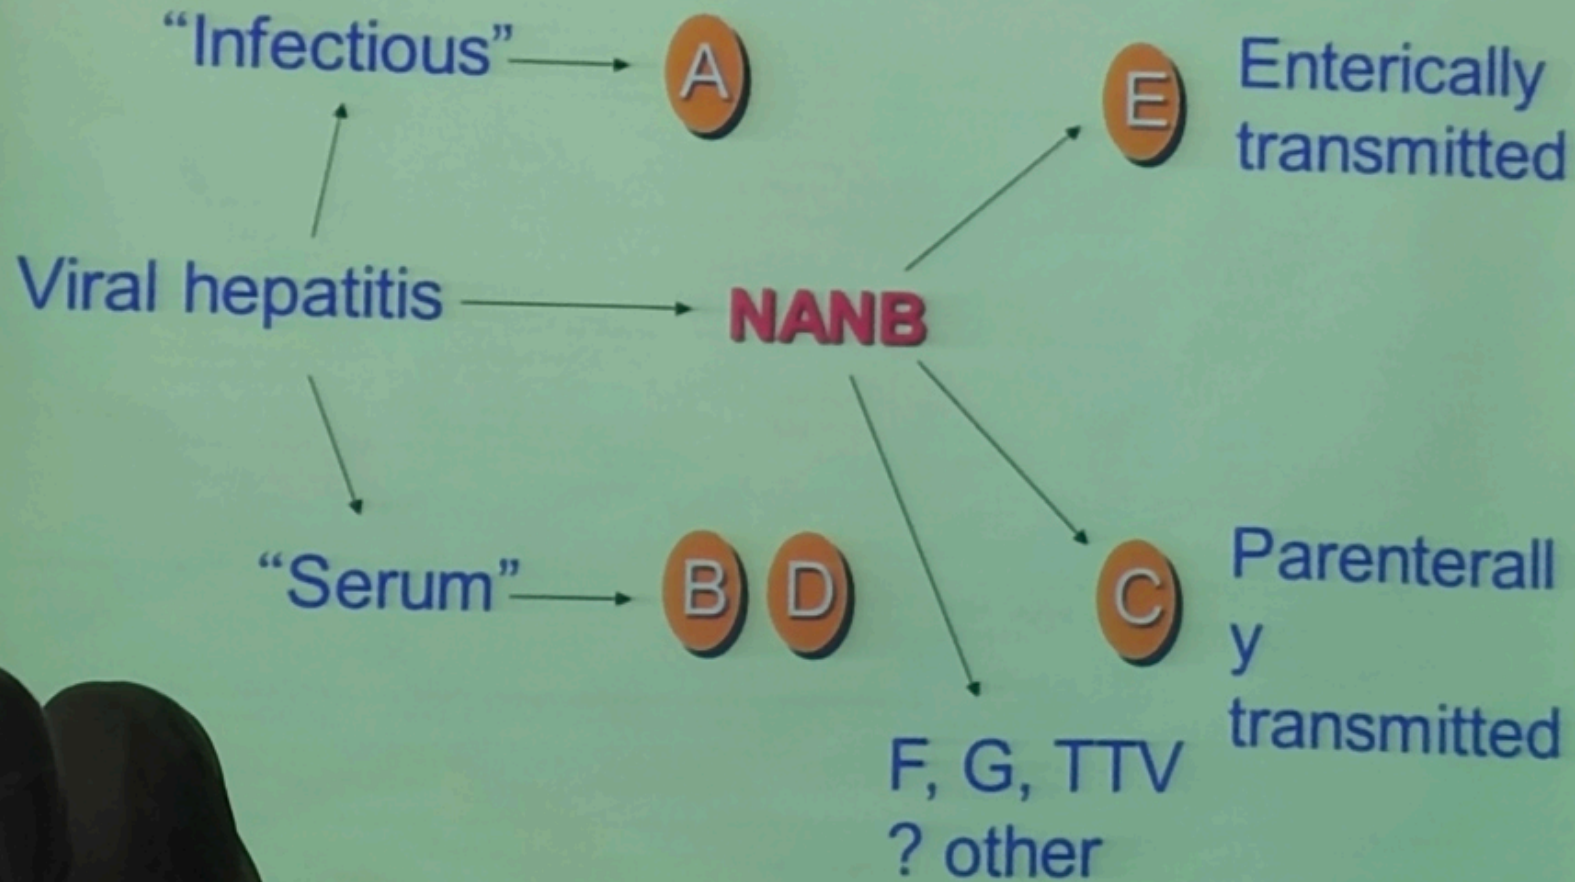 “Infectious”
A
E
Enterically
transmitted
Viral hepatitis
NANB
“Serum”
B D
C
Parenterall
y
transmitted
F, G, TTV
? other